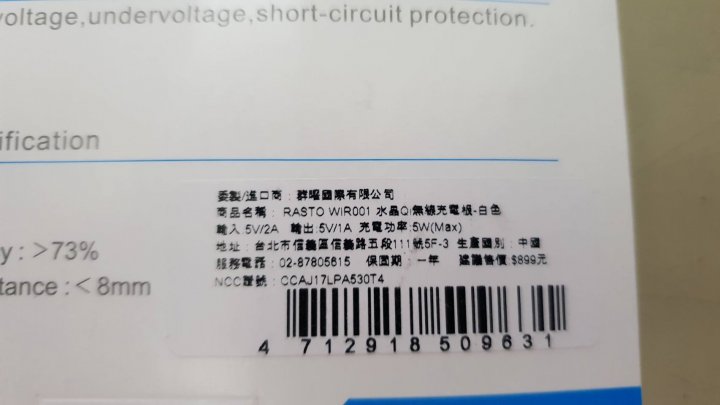 voltage,undervoltage,short-circuit protection.
ification
y : >73%
tance : < 8mm
委製/進口商：群曜國際有限公司
商品名稱： RASTO WIR001 水晶Qi無線充電板-白色
輸入:5V/2A 輸出:5V/1A 充電功率:5W(Max)
地址：台北市信義區信義路五段111號5F-3 生產國別：中國
服務電話：02-87805615 保固期：一年 建議售價:$899元
NCC證號：CCAJ17LPA530T4
4 712918 509631